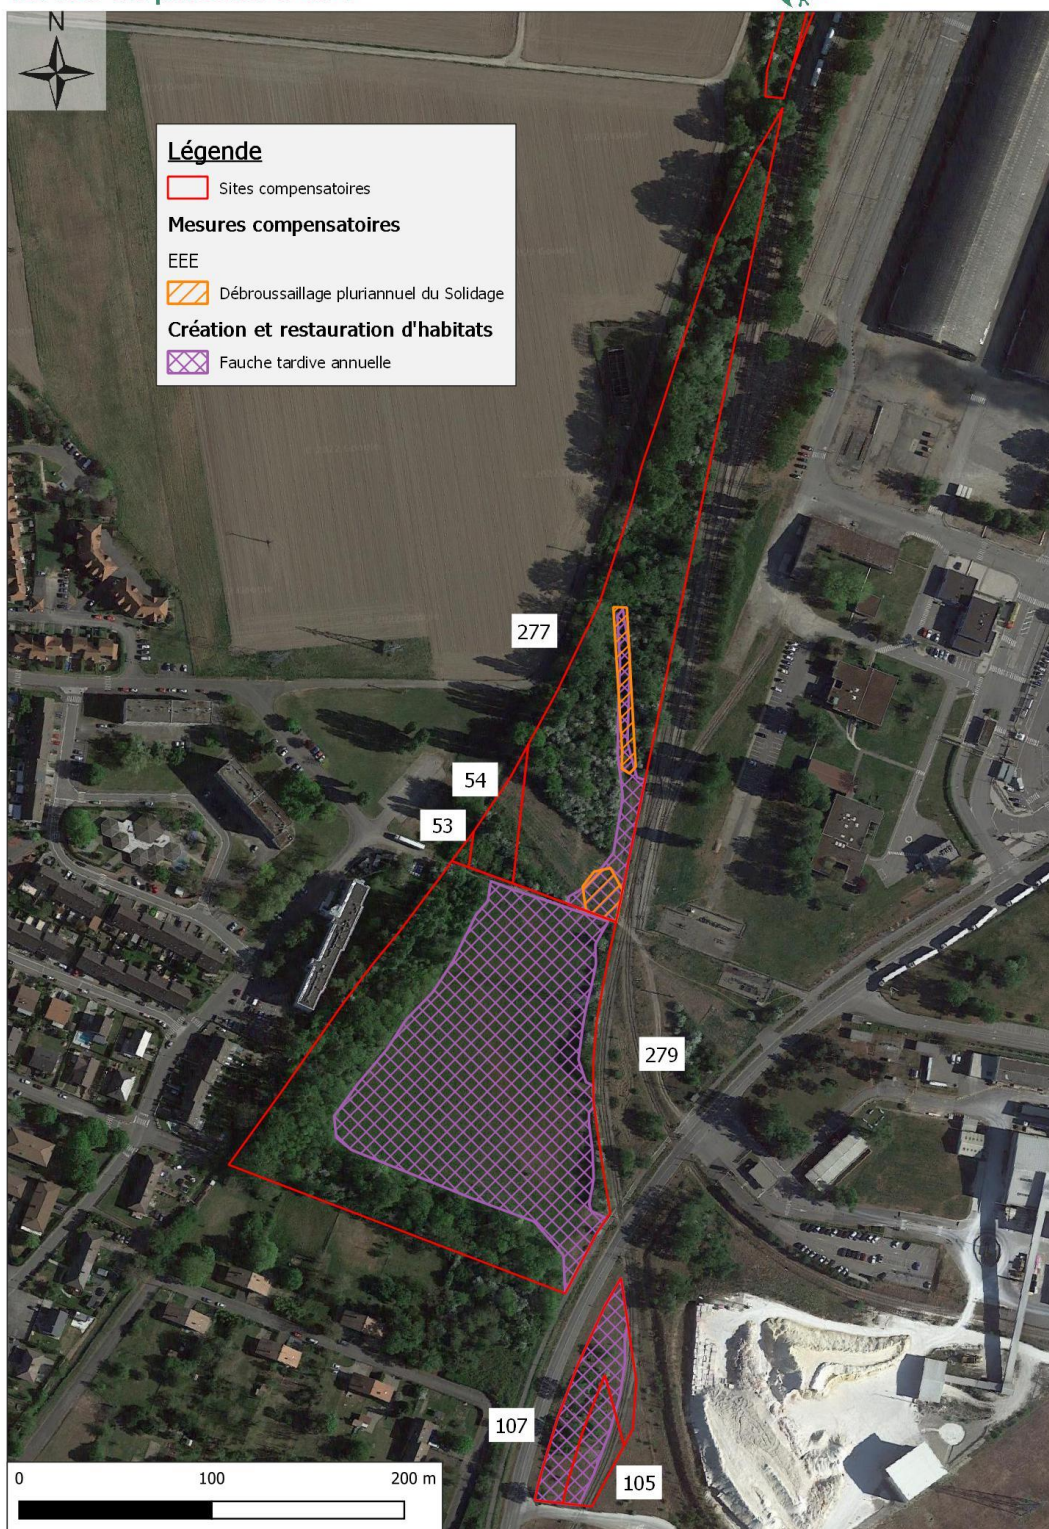 N
Légende
Sites compensatoires
Mesures compensatoires
EEE
Débroussaillage pluriannuel du Solidage
Création et restauration d'habitats
Fauche tardive annuelle
277
54
53
279
107
105
0 100 200 m